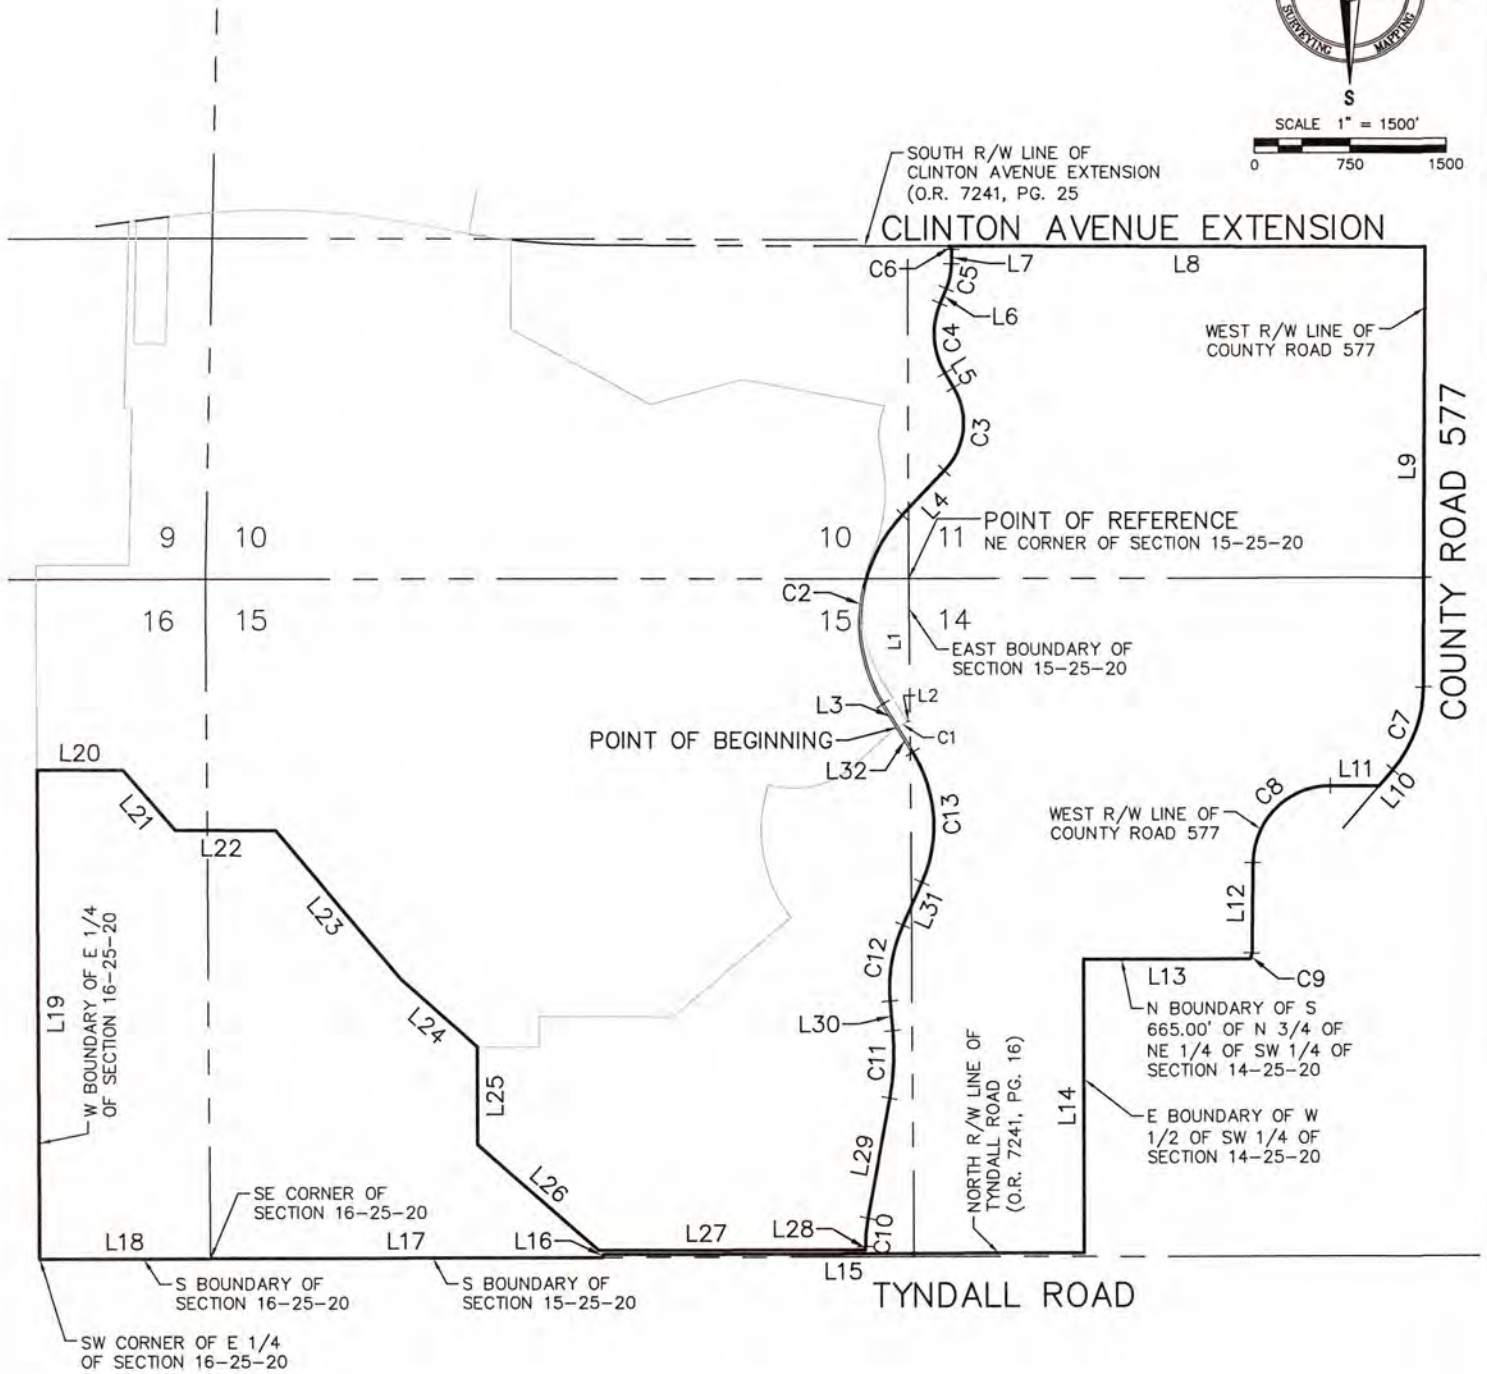 SURVEYING
MAPPING
S
SCALE 1" = 1500'
0 750 1500
SOUTH R/W LINE OF
CLINTON AVENUE EXTENSION
(O.R. 7241, PG. 25
CLINTON AVENUE EXTENSION
C6
L7
L8
C5
L6
C4
L5
C3
L4
WEST R/W LINE OF
COUNTY ROAD 577
L9
COUNTY ROAD 577
9 10
10 11
POINT OF REFERENCE
NE CORNER OF SECTION 15-25-20
16 15
15 14
C2
L1
EAST BOUNDARY OF
SECTION 15-25-20
L3
L2
C1
POINT OF BEGINNING
L32
C7
L11
L10
C8
WEST R/W LINE OF
COUNTY ROAD 577
L20
L21
L22
L23
C13
L31
L12
C12
L13
C9
W BOUNDARY OF E 1/4
OF SECTION 16-25-20
L19
L24
L30
N BOUNDARY OF S
665.00' OF N 3/4 OF
NE 1/4 OF SW 1/4 OF
SECTION 14-25-20
C11
L25
L14
NORTH R/W LINE OF
TYNDALL ROAD
(O.R. 7241, PG. 16)
E BOUNDARY OF W
1/2 OF SW 1/4 OF
SECTION 14-25-20
L29
L26
SE CORNER OF
SECTION 16-25-20
L18
L17
L16
L27
L28
C10
L15
S BOUNDARY OF
SECTION 16-25-20
S BOUNDARY OF
SECTION 15-25-20
TYNDALL ROAD
SW CORNER OF E 1/4
OF SECTION 16-25-20